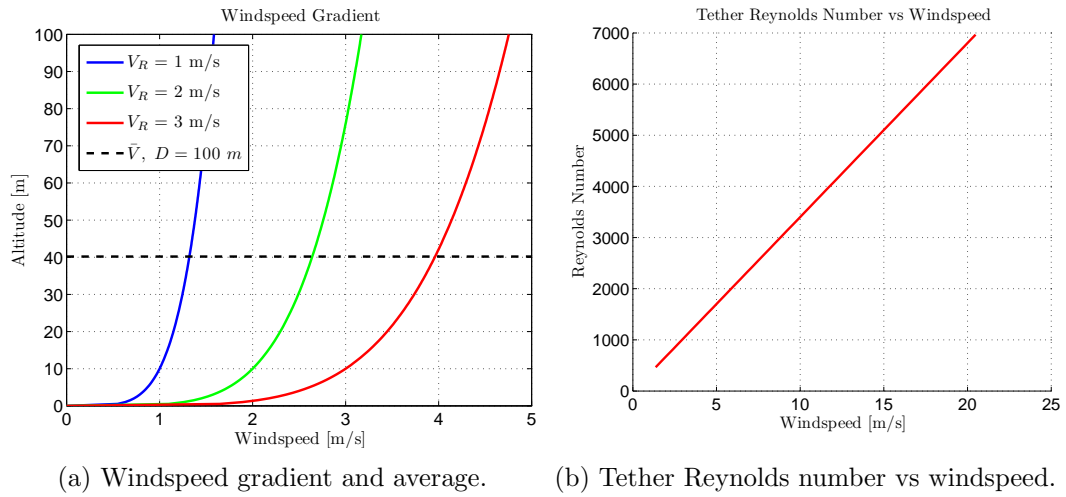 Windspeed Gradient
100
90
80
70
60
50
40
30
20
10
0
Altitude [m]
V_R = 1 m/s
V_R = 2 m/s
V_R = 3 m/s
V̄, D = 100 m
0 1 2 3 4 5
Windspeed [m/s]
(a) Windspeed gradient and average.
Tether Reynolds Number vs Windspeed
7000
6000
5000
4000
3000
2000
1000
0
Reynolds Number
0 5 10 15 20 25
Windspeed [m/s]
(b) Tether Reynolds number vs windspeed.